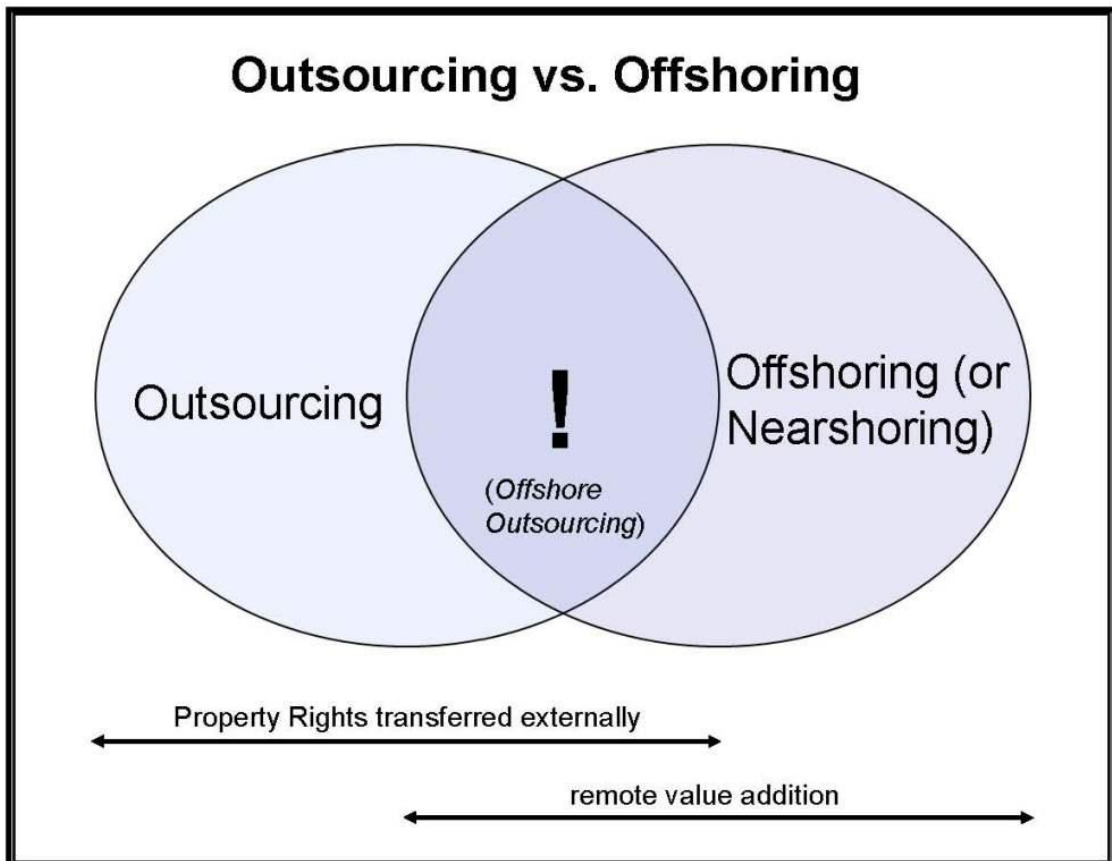 Outsourcing vs. Offshoring
Outsourcing
!
(Offshore
Outsourcing)
Offshoring (or
Nearshoring)
Property Rights transferred externally
remote value addition